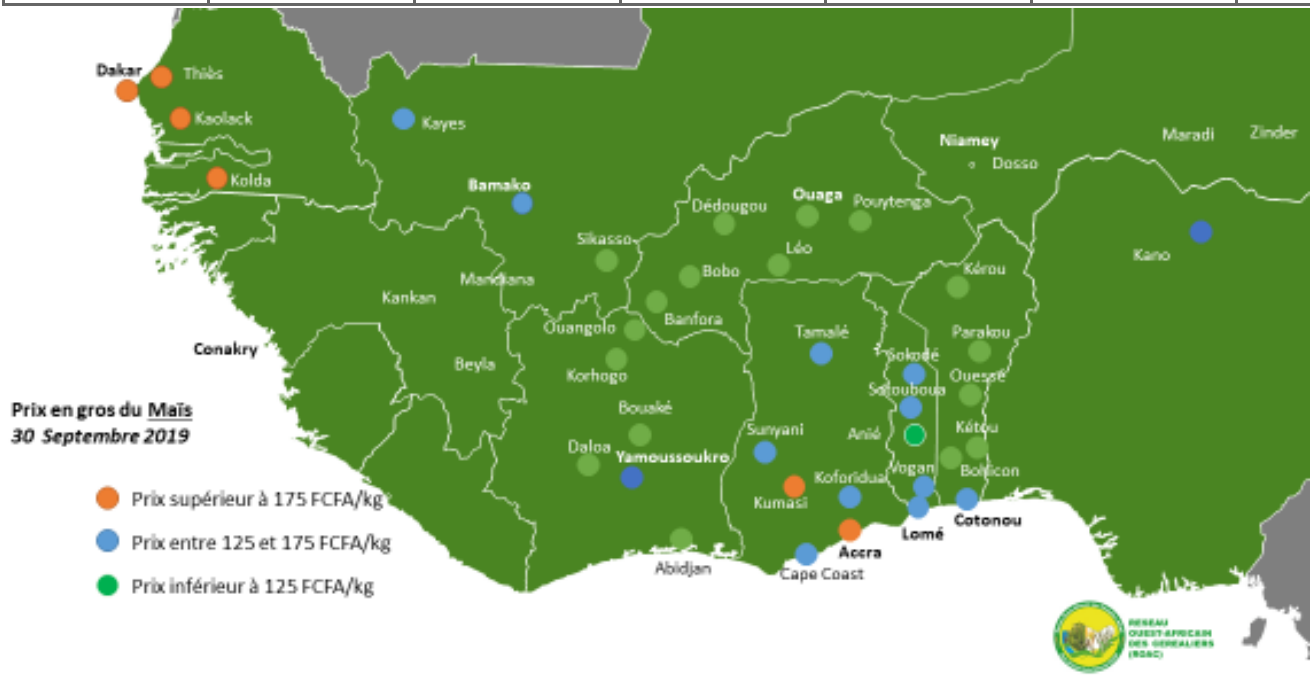 Dakar
Thiès
Kaolack
Kayes
Niamey
Maradi
Zinder
Dosso
Kolda
Bamako
Dédougou
Ouaga
Pouytenga
Sikasso
Léo
Kano
Mandiana
Bobo
Kérou
Kankan
Banfora
Ouangolo
Tamalé
Parakou
Conakry
Beyla
Korhogo
Sokodé
Ouessè
Sotouboua
Prix en gros du Maïs
30 Septembre 2019
Bouaké
Sunyani
Anié
Kétou
Daloa
Yamoussoukro
Koforidua
Vogan
Bohicon
Prix supérieur à 175 FCFA/kg
Kumasi
Cotonou
Lomé
Prix entre 125 et 175 FCFA/kg
Accra
Abidjan
Cape Coast
Prix inférieur à 125 FCFA/kg
RESEAU
OUEST-AFRICAIN
DES CEREALIERS
(ROAC)